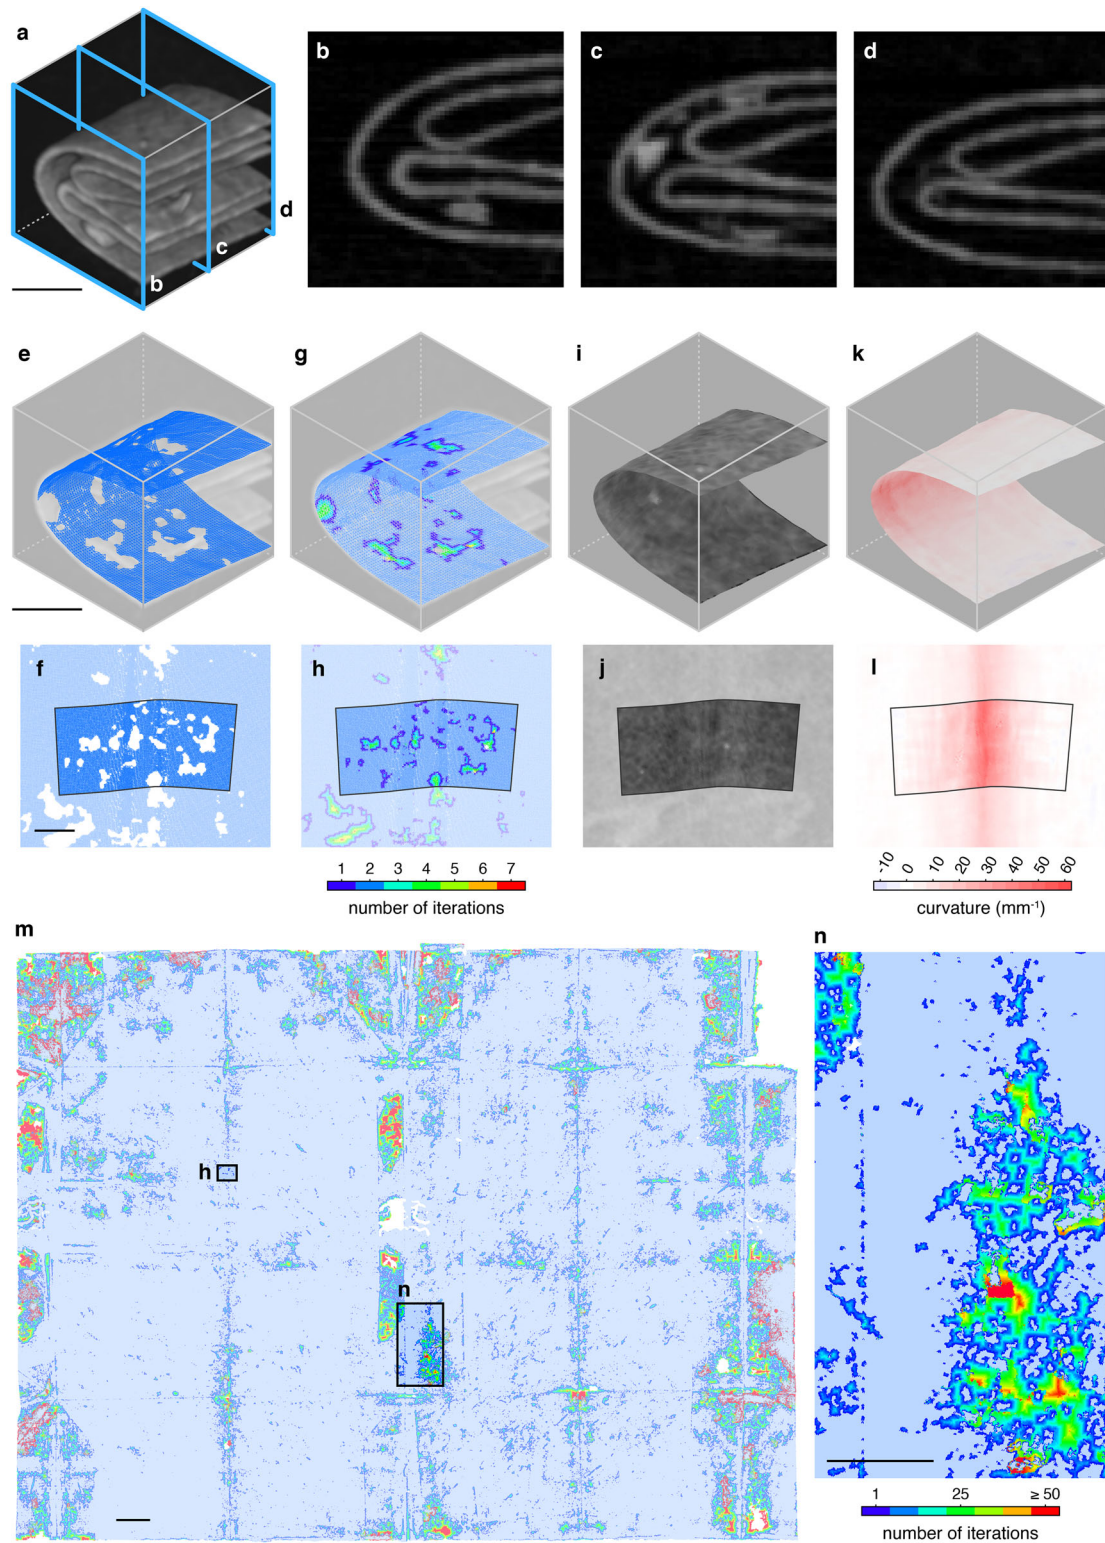 a
b
c
d
b
c
d
e
g
i
k
f
h
j
l
1 2 3 4 5 6 7
number of iterations
-10 0 10 20 30 40 50 60
curvature (mm⁻¹)
m
n
h
n
1 25 ≥ 50
number of iterations